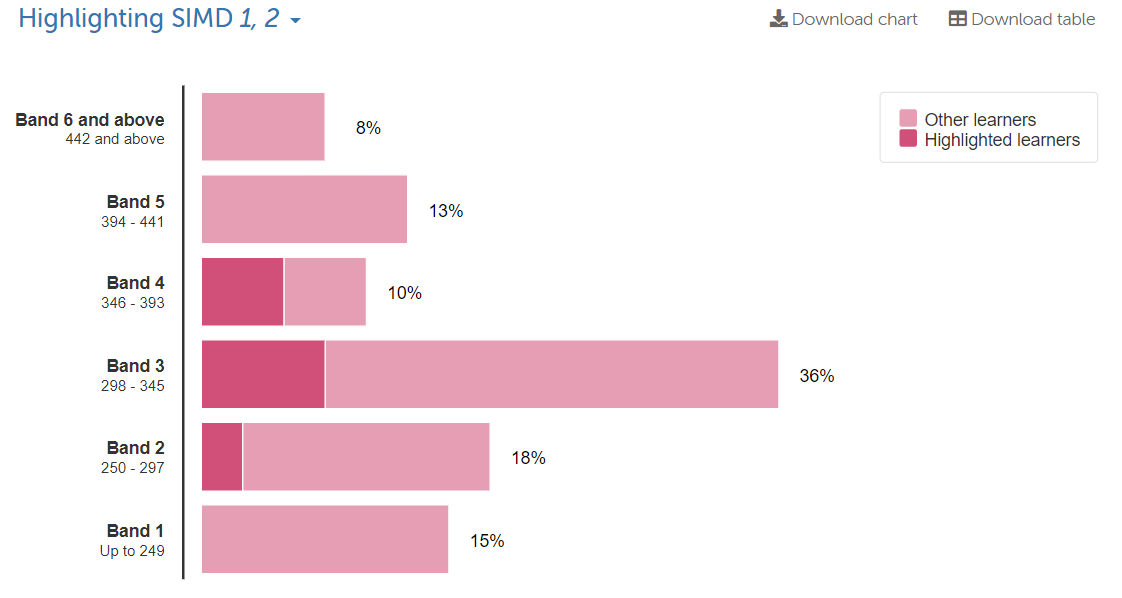 Highlighting SIMD 1, 2
Download chart
Download table
Band 6 and above
442 and above
8%
Other learners
Highlighted learners
Band 5
394 - 441
13%
Band 4
346 - 393
10%
Band 3
298 - 345
36%
Band 2
250 - 297
18%
Band 1
Up to 249
15%